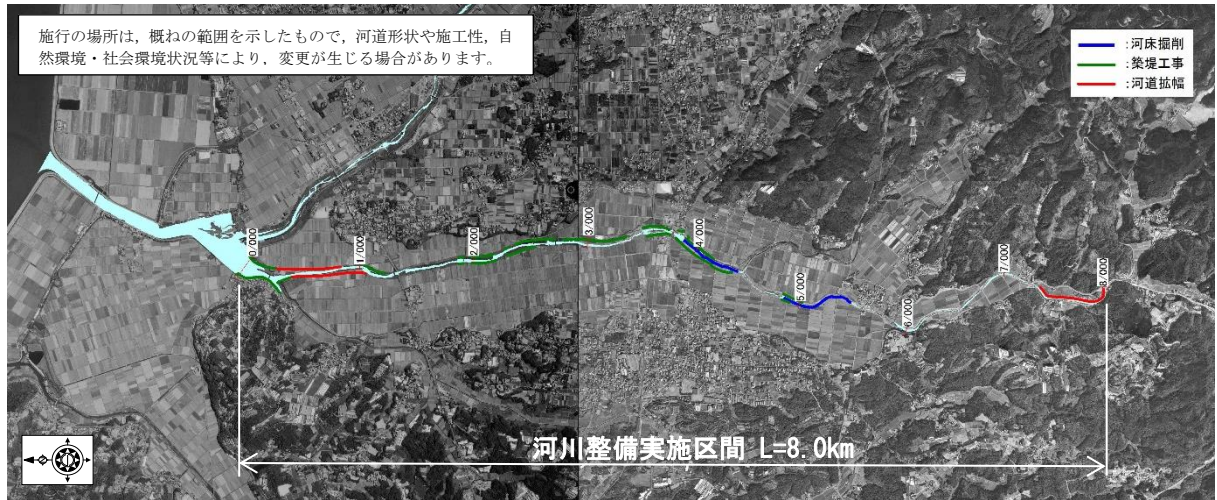 施行の場所は，概ねの範囲を示したもので，河道形状や施工性，自
然環境・社会環境状況等により，変更が生じる場合があります。
:河床掘削
:築堤工事
:河道拡幅
0/000
1/000
2/000
3/000
4/000
5/000
6/000
7/000
8/000
河川整備実施区間 L=8.0km